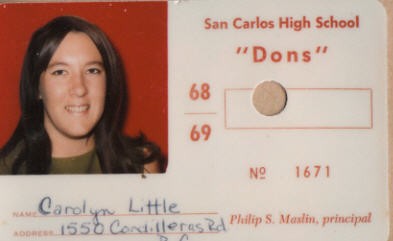 San Carlos High School
"Dons"
68
69
Nº 1671
NAME Carolyn Little
ADDRESS 1550 Cordilleras Rd
Philip S. Maslin, principal